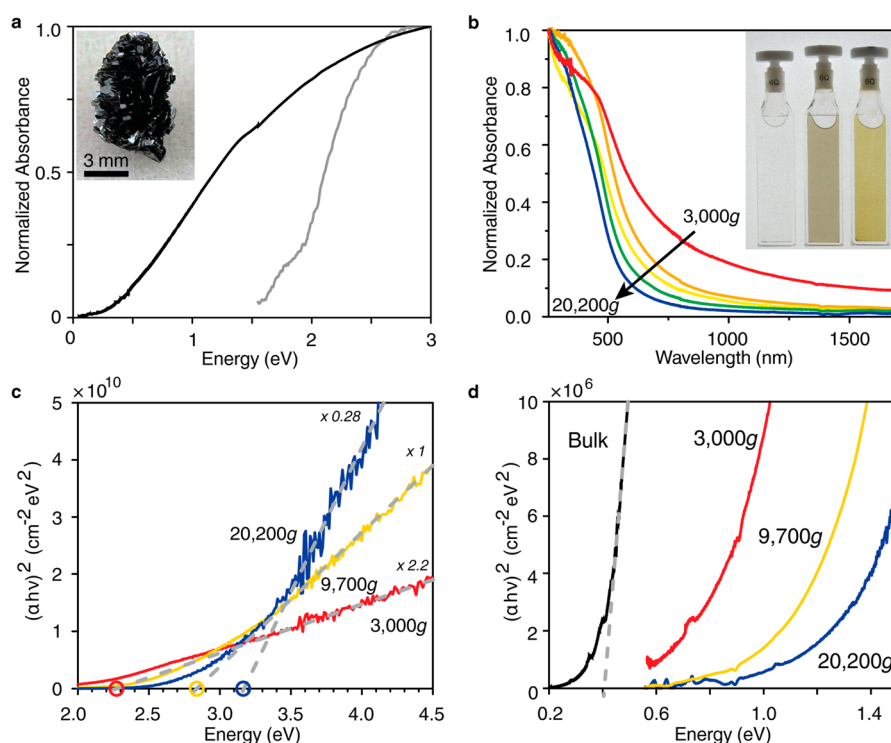 a
Normalized Absorbance
1.0
0.5
0
0
1
2
3
Energy (eV)
3 mm
b
Normalized Absorbance
1.0
0.8
0.6
0.4
0.2
0.0
500
1000
1500
Wavelength (nm)
3,000g
20,200g
6Q
6Q
6Q
c
×10¹⁰
(αhν)² (cm⁻² eV²)
5
4
3
2
1
0
2.0
2.5
3.0
3.5
4.0
4.5
Energy (eV)
x 0.28
x 1
x 2.2
20,200g
9,700g
3,000g
d
×10⁶
(αhν)² (cm⁻² eV²)
10
8
6
4
2
0
0.2
0.6
1.0
1.4
Energy (eV)
Bulk
3,000g
9,700g
20,200g